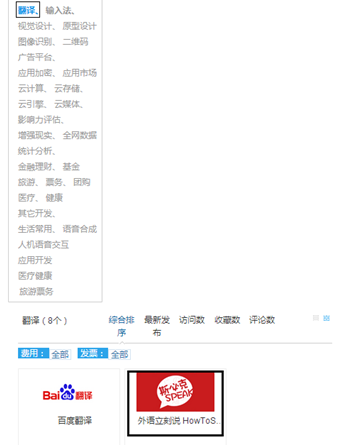 翻译、 输入法、
视觉设计、 原型设计
图像识别、 二维码
广告平台、
应用加密、 应用市场
云计算、 云存储、
云引擎、 云媒体、
影响力评估、
增强现实、 全网数据
统计分析、
金融理财、 基金
旅游、 票务、 团购
医疗、 健康
其它开发、
生活常用、 语音合成
人机语音交互
应用开发
医疗健康
旅游票务
翻译（8个） 综合排序 最新发布 访问数 收藏数 评论数
费用： 全部 发票： 全部
Bai du 翻译
斯必克
SPEAK
百度翻译 外语立刻说 HowToS...